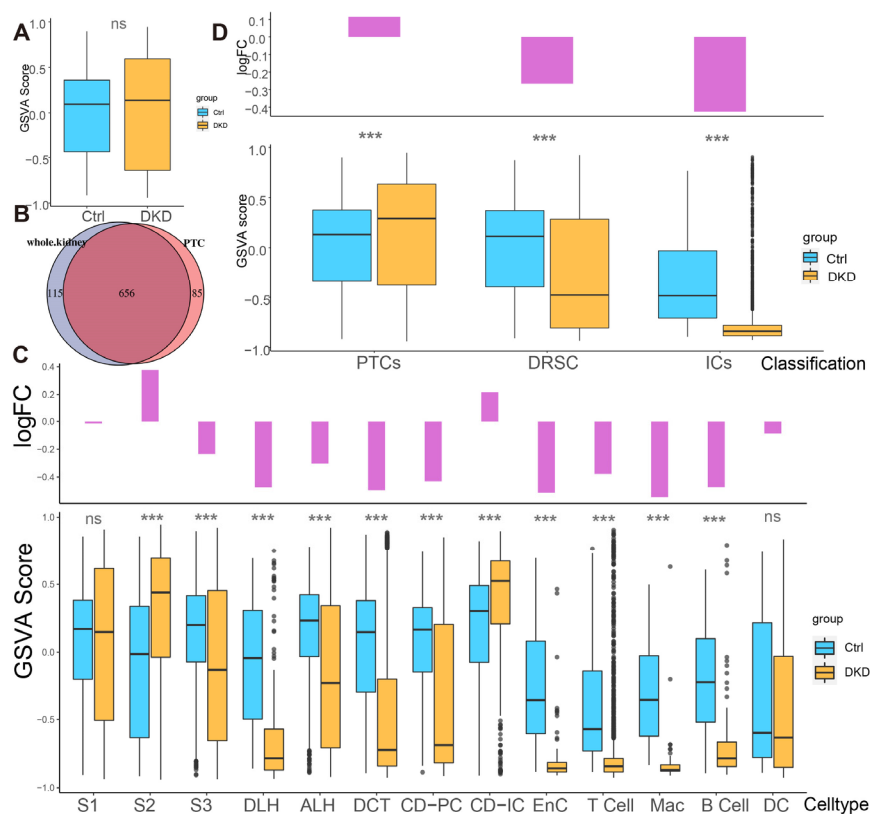 A
ns
1.0
0.5
0.0
−0.5
−1.0
GSVA Score
Ctrl
DKD
group
Ctrl
DKD
B
whole.kidney
PTC
115
656
85
D
logFC
0.1
0.0
−0.1
−0.2
−0.3
−0.4
*** *** ***
GSVA score
1.0
0.5
0.0
−0.5
−1.0
PTCs DRSC ICs Classification
group
Ctrl
DKD
C
logFC
0.4
0.2
0.0
−0.2
−0.4
ns *** *** *** *** *** *** *** *** *** *** *** ns
GSVA Score
1.0
0.5
0.0
−0.5
−1.0
S1 S2 S3 DLH ALH DCT CD−PC CD−IC EnC T Cell Mac B Cell DC Celltype
group
Ctrl
DKD